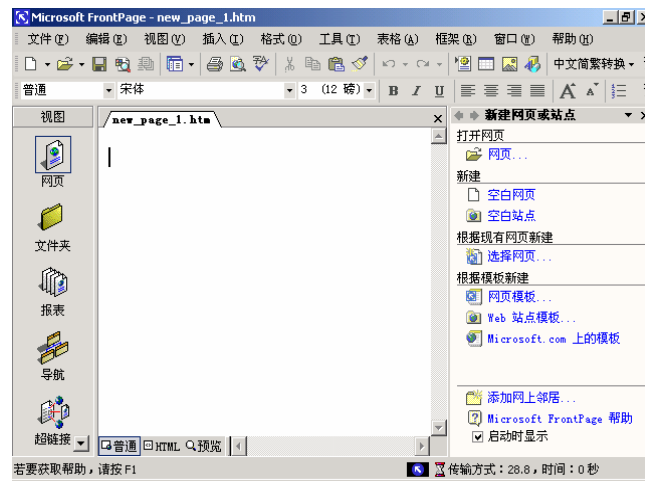 Microsoft FrontPage - new_page_1.htm
文件(F) 编辑(E) 视图(V) 插入(I) 格式(O) 工具(T) 表格(A) 框架(R) 窗口(W) 帮助(H)
中文简繁转换
普通 宋体 3 (12 磅) B I U
视图
new_page_1.htm
新建网页或站点
网页
文件夹
报表
导航
超链接
打开网页
网页...
新建
空白网页
空白站点
根据现有网页新建
选择网页...
根据模板新建
网页模板...
Web 站点模板...
Microsoft.com 上的模板
添加网上邻居...
Microsoft FrontPage 帮助
启动时显示
普通 HTML 预览
若要获取帮助，请按 F1
传输方式：28.8，时间：0 秒